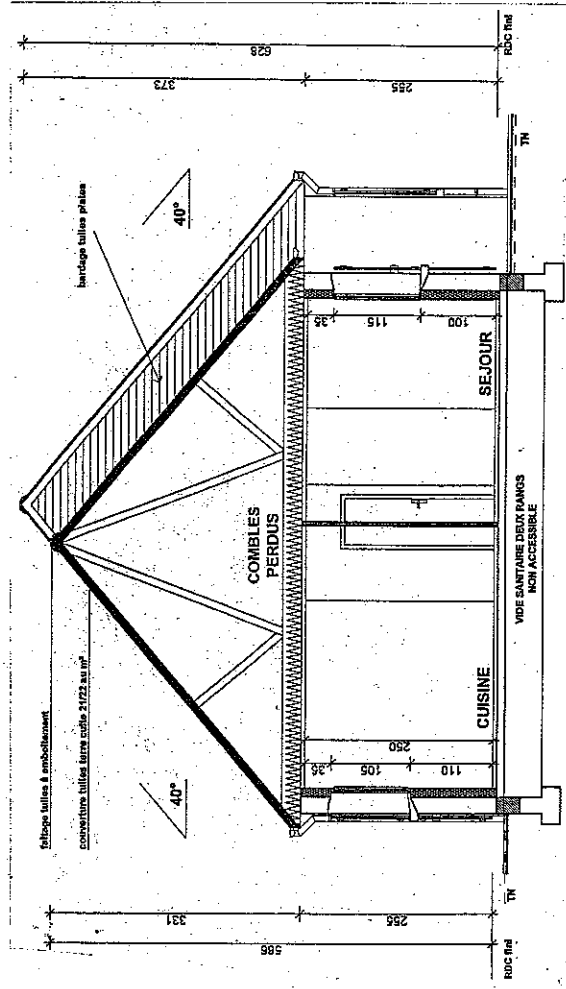 faîtage tuiles à emboîtement
couverture tuiles terre cuite 21/22 au m²
bardage tuiles plates
40°
40°
331
255
586
373
255
628
COMBLES
PERDUS
35
105
110
250
35
115
100
CUISINE
SEJOUR
RDC fini
TN
RDC fini
TN
VIDE SANITAIRE DEUX RANGS
NON ACCESSIBLE